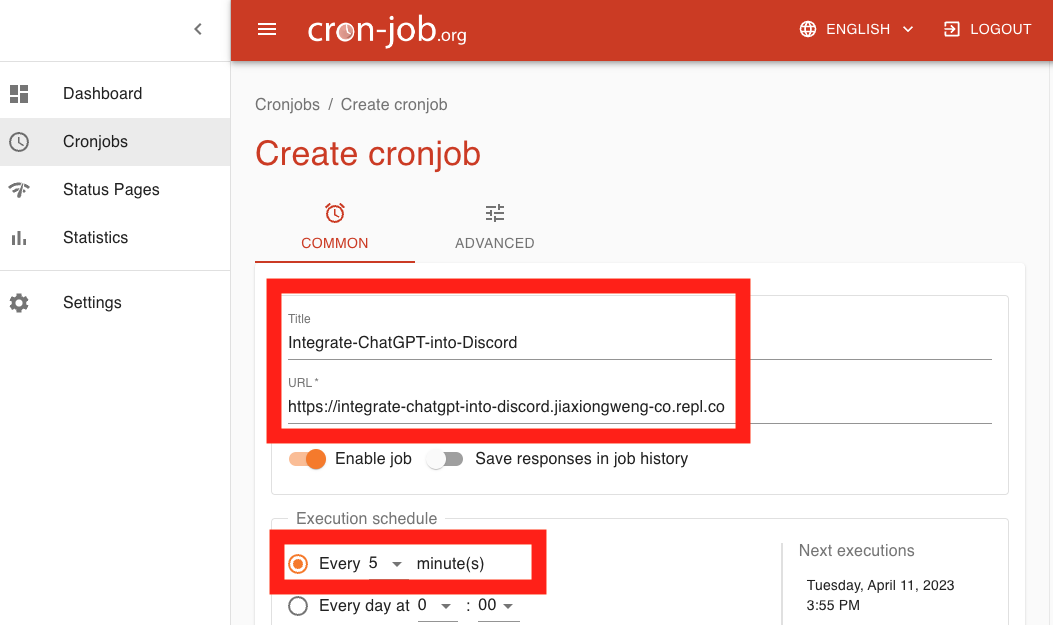 cron-job.org
ENGLISH
LOGOUT
Dashboard
Cronjobs
Status Pages
Statistics
Settings
Cronjobs / Create cronjob
Create cronjob
COMMON
ADVANCED
Title
Integrate-ChatGPT-into-Discord
URL *
https://integrate-chatgpt-into-discord.jiaxiongweng-co.repl.co
Enable job
Save responses in job history
Execution schedule
Every 5 minute(s)
Every day at 0 : 00
Next executions
Tuesday, April 11, 2023
3:55 PM